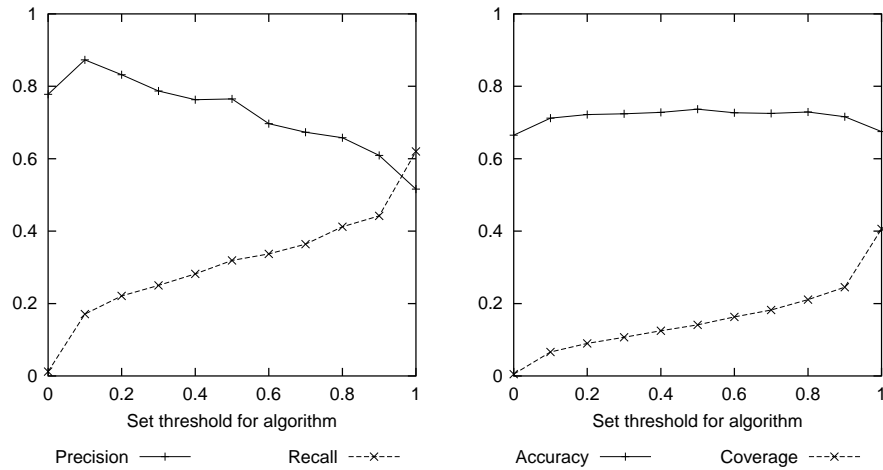 1
0.8
0.6
0.4
0.2
0
0 0.2 0.4 0.6 0.8 1
Set threshold for algorithm
Precision Recall
1
0.8
0.6
0.4
0.2
0
0 0.2 0.4 0.6 0.8 1
Set threshold for algorithm
Accuracy Coverage